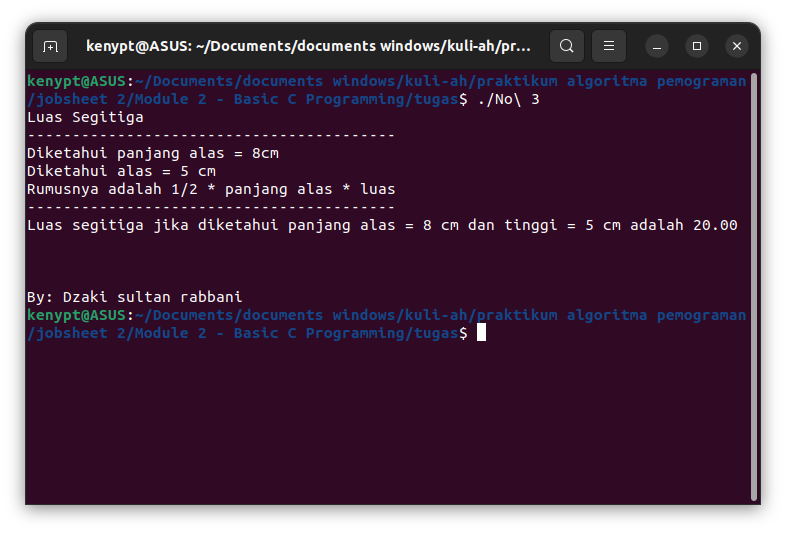 kenypt@ASUS: ~/Documents/documents windows/kuli-ah/pr...
kenypt@ASUS:~/Documents/documents windows/kuli-ah/praktikum algoritma pemograman
/jobsheet 2/Module 2 - Basic C Programming/tugas$ ./No\ 3
Luas Segitiga
-----------------------------------------
Diketahui panjang alas = 8cm
Diketahui alas = 5 cm
Rumusnya adalah 1/2 * panjang alas * luas
-----------------------------------------
Luas segitiga jika diketahui panjang alas = 8 cm dan tinggi = 5 cm adalah 20.00
By: Dzaki sultan rabbani
kenypt@ASUS:~/Documents/documents windows/kuli-ah/praktikum algoritma pemograman
/jobsheet 2/Module 2 - Basic C Programming/tugas$